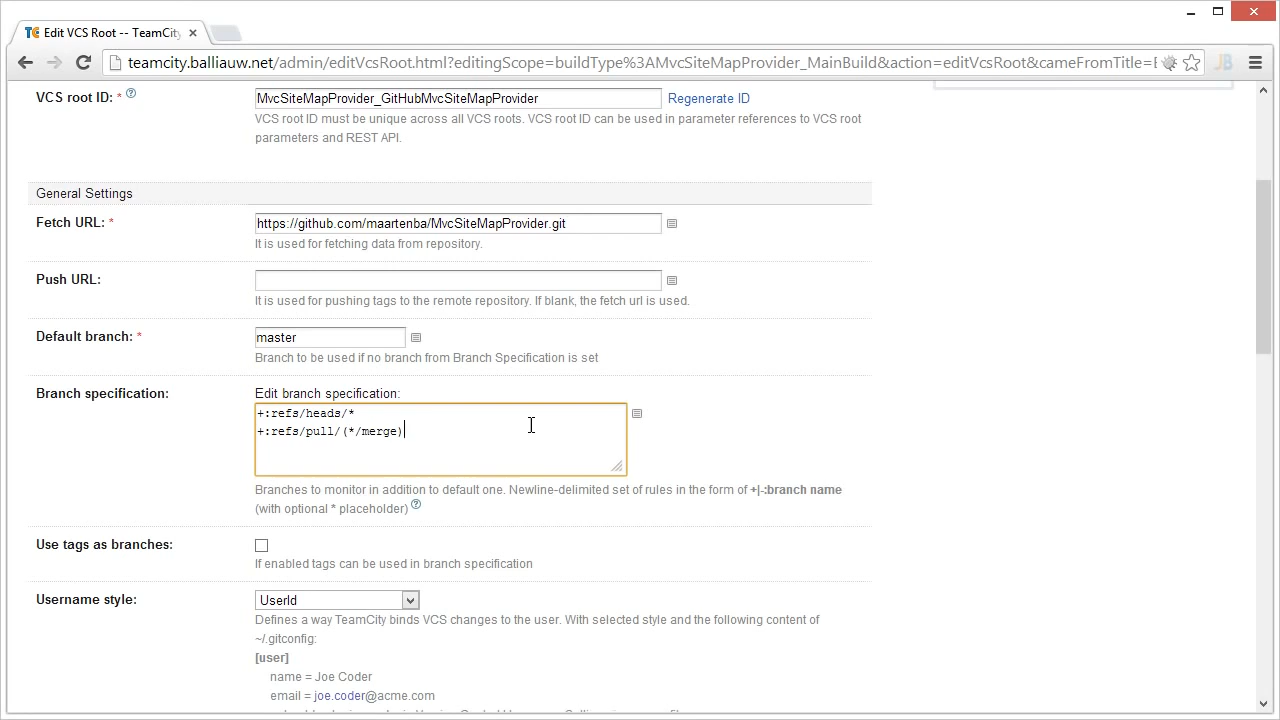 Edit VCS Root -- TeamCity
teamcity.balliauw.net/admin/editVcsRoot.html?editingScope=buildType%3AMvcSiteMapProvider_MainBuild&action=editVcsRoot&cameFromTitle=E
VCS root ID: * MvcSiteMapProvider_GitHubMvcSiteMapProvider Regenerate ID
VCS root ID must be unique across all VCS roots. VCS root ID can be used in parameter references to VCS root
parameters and REST API.
General Settings
Fetch URL: * https://github.com/maartenba/MvcSiteMapProvider.git
It is used for fetching data from repository.
Push URL:
It is used for pushing tags to the remote repository. If blank, the fetch url is used.
Default branch: * master
Branch to be used if no branch from Branch Specification is set
Branch specification: Edit branch specification:
+:refs/heads/*
+:refs/pull/(*/merge)
Branches to monitor in addition to default one. Newline-delimited set of rules in the form of +|-:branch name
(with optional * placeholder)
Use tags as branches:
If enabled tags can be used in branch specification
Username style: UserId
Defines a way TeamCity binds VCS changes to the user. With selected style and the following content of
~/.gitconfig:
[user]
name = Joe Coder
email = joe.coder@acme.com